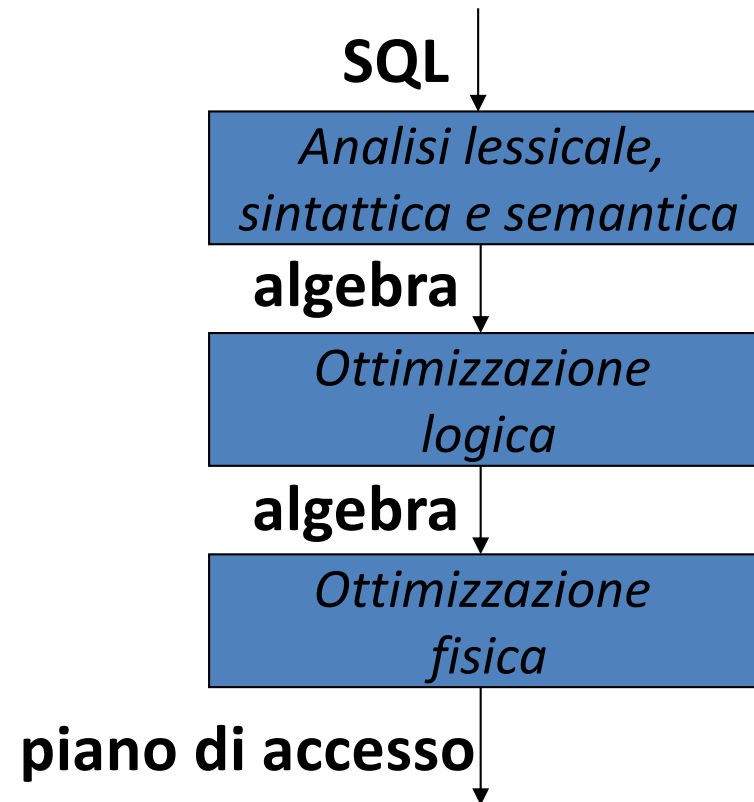 SQL
Analisi lessicale,
sintattica e semantica
algebra
Ottimizzazione
logica
algebra
Ottimizzazione
fisica
piano di accesso